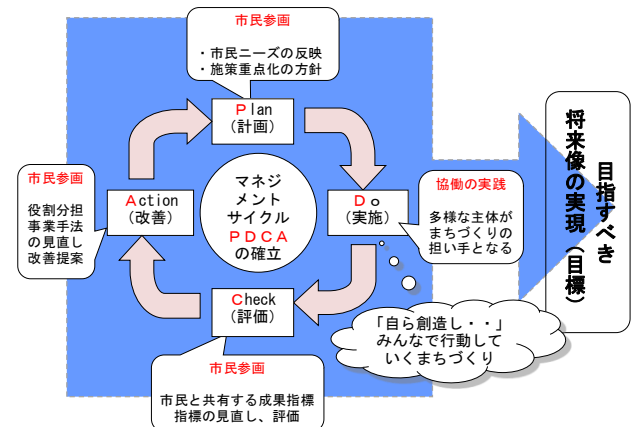 市民参画
・市民ニーズの反映
・施策重点化の方針
Plan
(計画)
市民参画
役割分担
事業手法
の見直し
改善提案
Action
(改善)
マネジ
メント
サイクル
PDCA
の確立
Do
(実施)
協働の実践
多様な主体が
まちづくりの
担い手となる
Check
(評価)
「自ら創造し・・」
みんなで行動して
いくまちづくり
市民参画
市民と共有する成果指標
指標の見直し、評価
目指すべき
将来像の実現(目標)